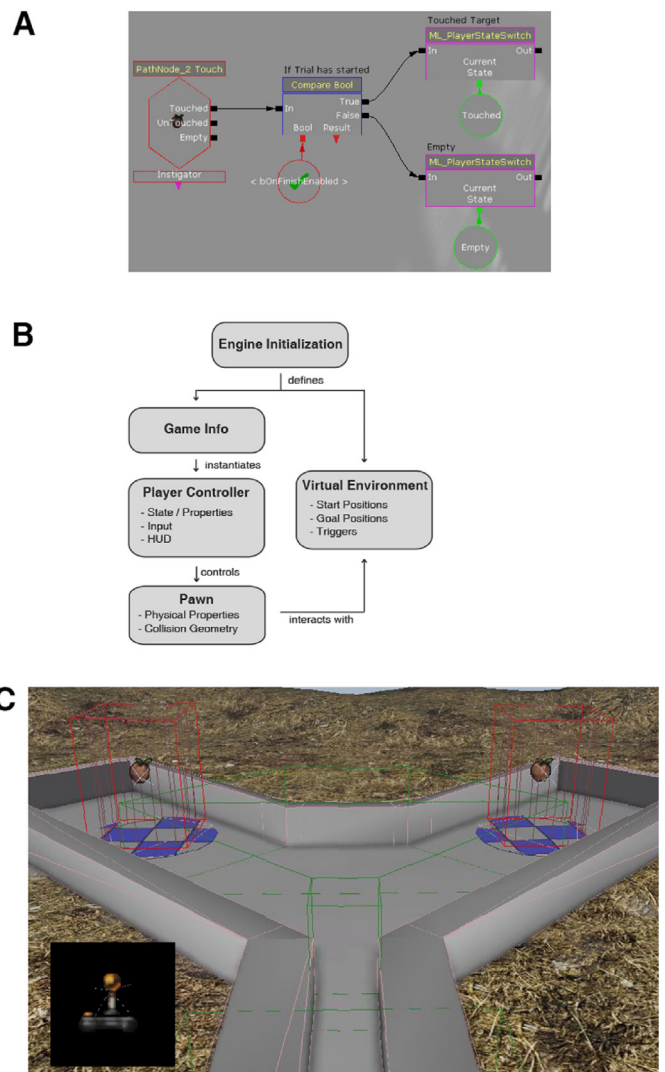 A
Touched Target
ML_PlayerStateSwitch
In Out
Current
State
Touched
PathNode_2 Touch
Touched
UnTouched
Empty
Instigator
If Trial has started
Compare Bool
In True
False
Bool Result
< bOnFinishEnabled >
Empty
ML_PlayerStateSwitch
In Out
Current
State
Empty
B
Engine Initialization
defines
Game Info
instantiates
Player Controller
- State / Properties
- Input
- HUD
Virtual Environment
- Start Positions
- Goal Positions
- Triggers
controls
Pawn
- Physical Properties
- Collision Geometry
interacts with
C